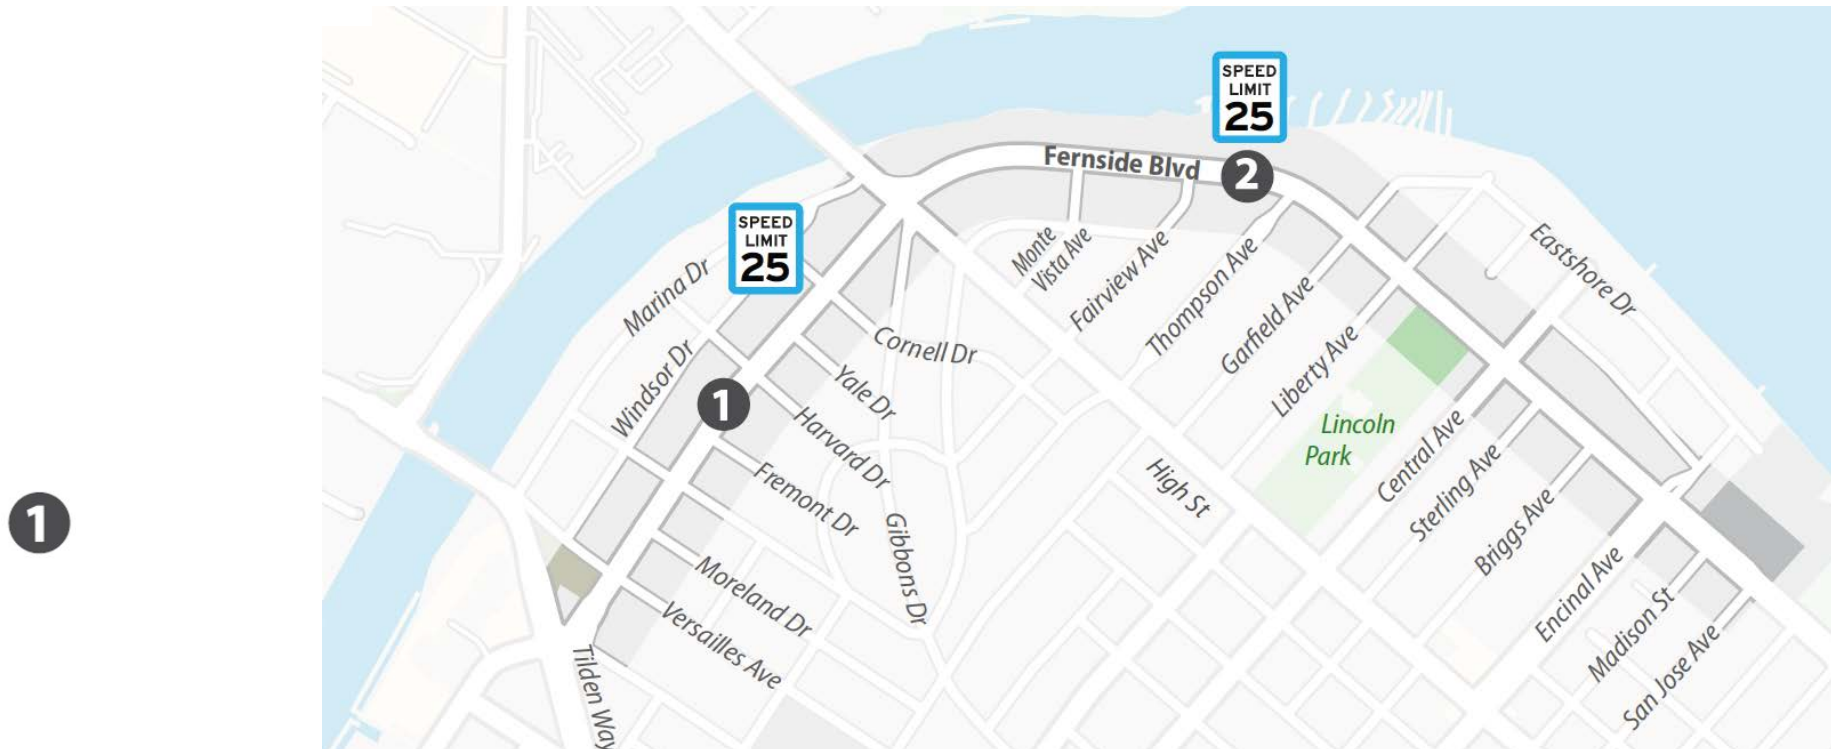 SPEED
LIMIT
25
Fernside Blvd
2
SPEED
LIMIT
25
Marina Dr
Windsor Dr
1
Cornell Dr
Yale Dr
Harvard Dr
Fremont Dr
Gibbons Dr
Moreland Dr
Versailles Ave
Tilden Way
Monte
Vista Ave
Fairview Ave
Thompson Ave
Garfield Ave
Liberty Ave
Eastshore Dr
Lincoln
Park
High St
Central Ave
Sterling Ave
Briggs Ave
Encinal Ave
Madison St
San Jose Ave
1